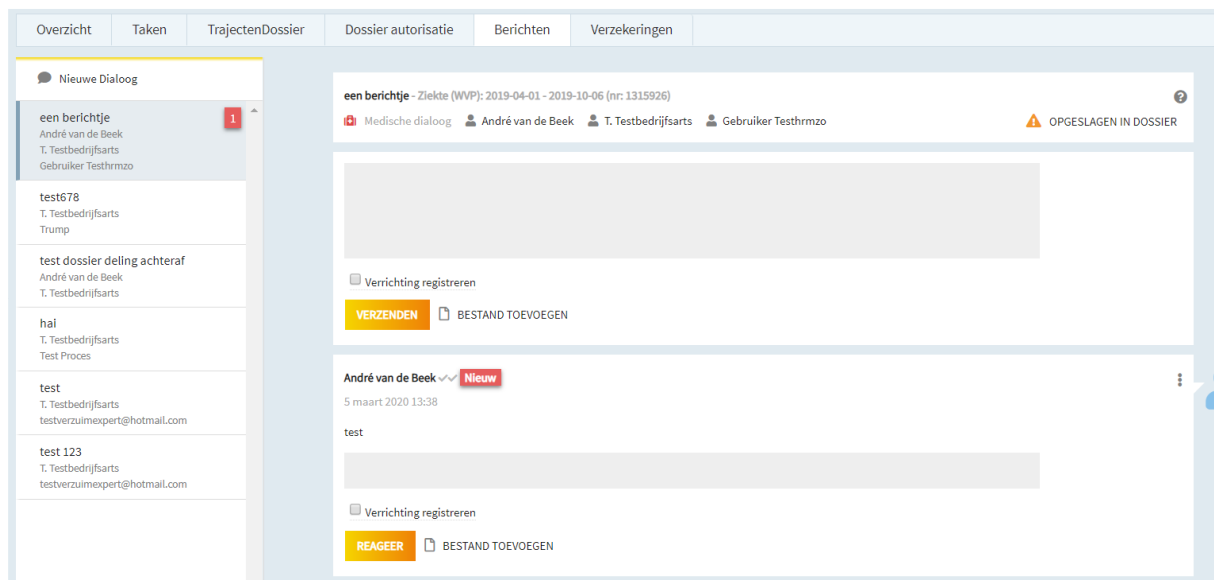 Overzicht Taken TrajectenDossier Dossier autorisatie Berichten Verzekeringen
Nieuwe Dialoog
een berichtje 1
André van de Beek
T. Testbedrijfsarts
Gebruiker Testhrmzo
test678
T. Testbedrijfsarts
Trump
test dossier deling achteraf
André van de Beek
T. Testbedrijfsarts
hai
T. Testbedrijfsarts
Test Proces
test
T. Testbedrijfsarts
testverzuimexpert@hotmail.com
test 123
T. Testbedrijfsarts
testverzuimexpert@hotmail.com
een berichtje - Ziekte (WVP): 2019-04-01 - 2019-10-06 (nr: 1315926)
Medische dialoog André van de Beek T. Testbedrijfsarts Gebruiker Testhrmzo OPGESLAGEN IN DOSSIER
Verrichting registreren
VERZENDEN BESTAND TOEVOEGEN
André van de Beek Nieuw
5 maart 2020 13:38
test
Verrichting registreren
REAGEER BESTAND TOEVOEGEN